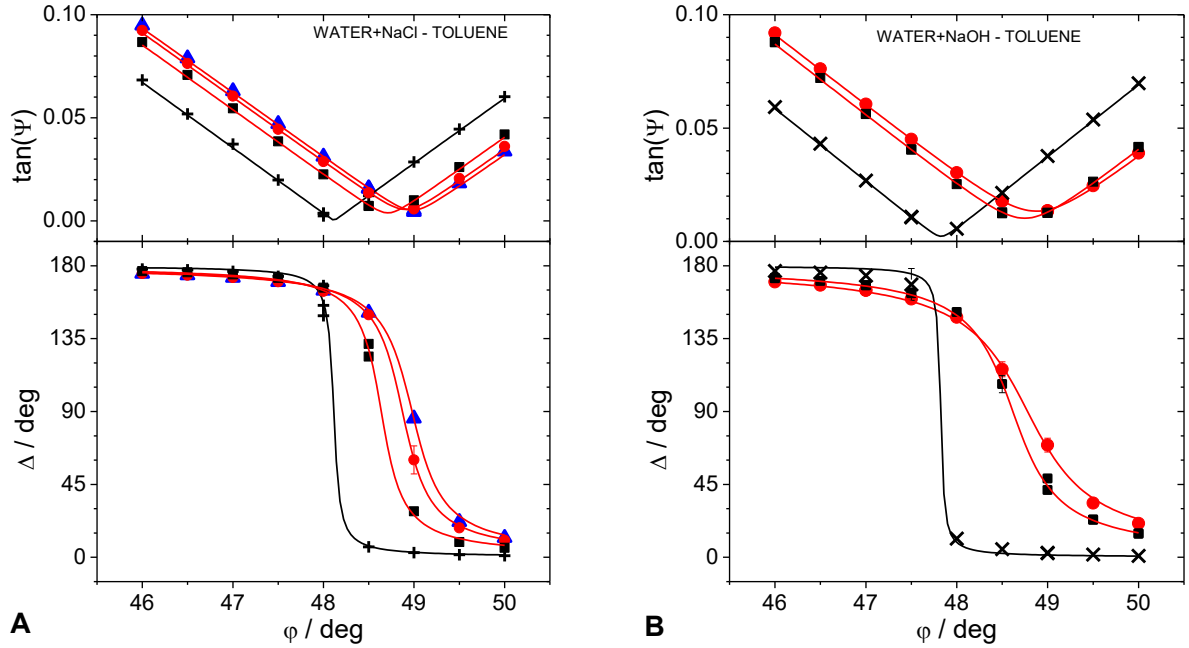 0.10
0.05
0.00
tan(Ψ)
WATER+NaCl - TOLUENE
180
135
90
45
0
Δ / deg
46 47 48 49 50
φ / deg
A
0.10
0.05
0.00
tan(Ψ)
WATER+NaOH - TOLUENE
180
135
90
45
0
Δ / deg
46 47 48 49 50
φ / deg
B